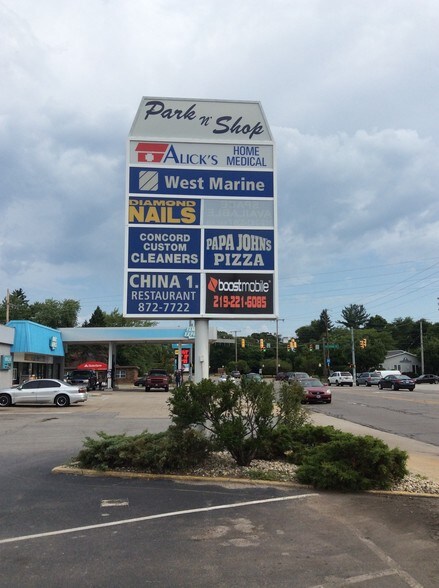 Park n' Shop
ALICK'S HOME MEDICAL
West Marine
DIAMOND
NAILS
CONCORD
CUSTOM
CLEANERS
PAPA JOHN'S
PIZZA
CHINA 1.
RESTAURANT
872-7722
boostmobile
219-221-6085